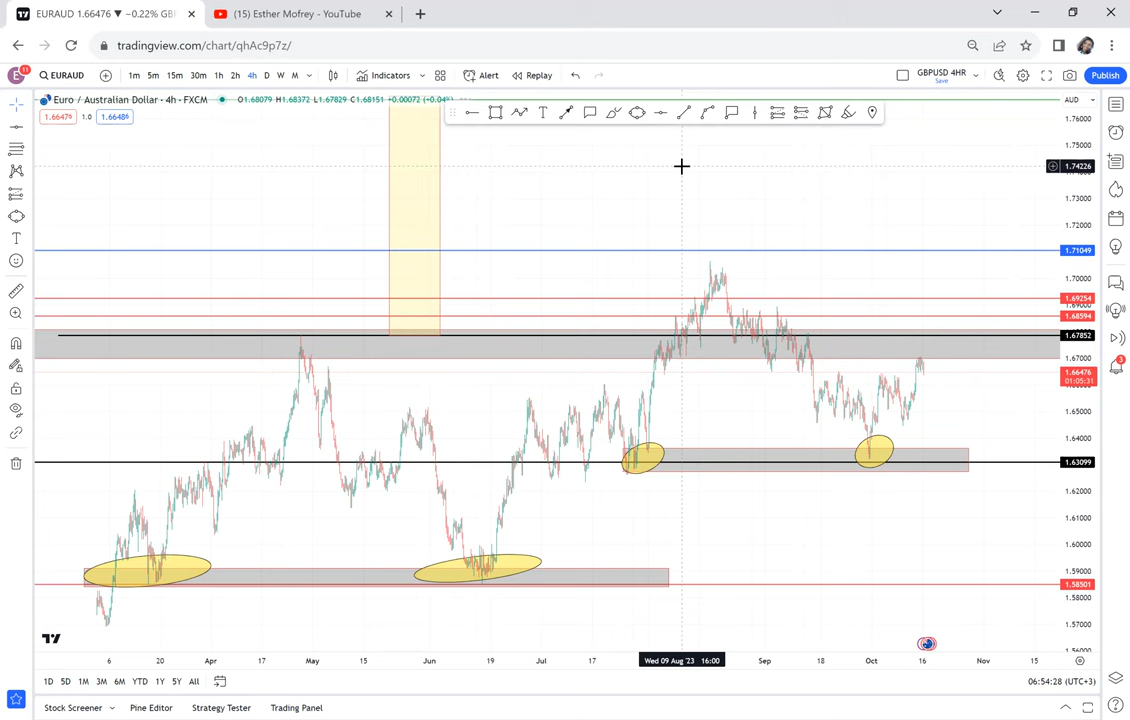 EURAUD 1.66476 ▼ −0.22% GBP
(15) Esther Mofrey - YouTube
tradingview.com/chart/qhAc9p7z/
E 11
EURAUD
1m 5m 15m 30m 1h 2h 4h D W M
Indicators
Alert
Replay
GBPUSD 4HR
Save
Publish
Euro / Australian Dollar · 4h · FXCM
O1.68079 H1.68372 L1.67829 C1.68151 +0.00072 (+0.04%
1.66476 1.0 1.66486
AUD
1.76000
1.75000
1.74226
1.73000
1.72000
1.71049
1.70000
1.69254
1.69000
1.68594
1.67852
1.67000
1.66476
01:05:31
1.65000
1.64000
1.63099
1.62000
1.61000
1.60000
1.59000
1.58501
1.57000
1.56000
3
6 20 Apr 17 May 15 Jun 19 Jul 17 Wed 09 Aug '23 16:00 Sep 18 Oct 16 Nov 15
1D 5D 1M 3M 6M YTD 1Y 5Y All
06:54:28 (UTC+3)
Stock Screener Pine Editor Strategy Tester Trading Panel